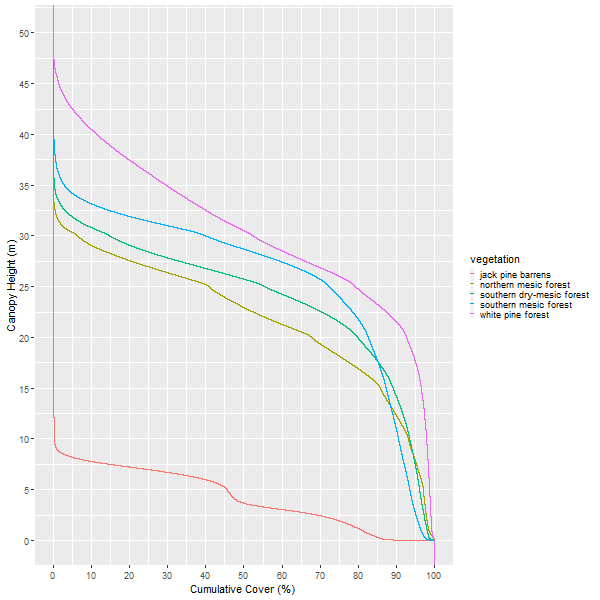 50
45
40
35
30
25
20
15
10
5
0
Canopy Height (m)
0 10 20 30 40 50 60 70 80 90 100
Cumulative Cover (%)
vegetation
jack pine barrens
northern mesic forest
southern dry-mesic forest
southern mesic forest
white pine forest